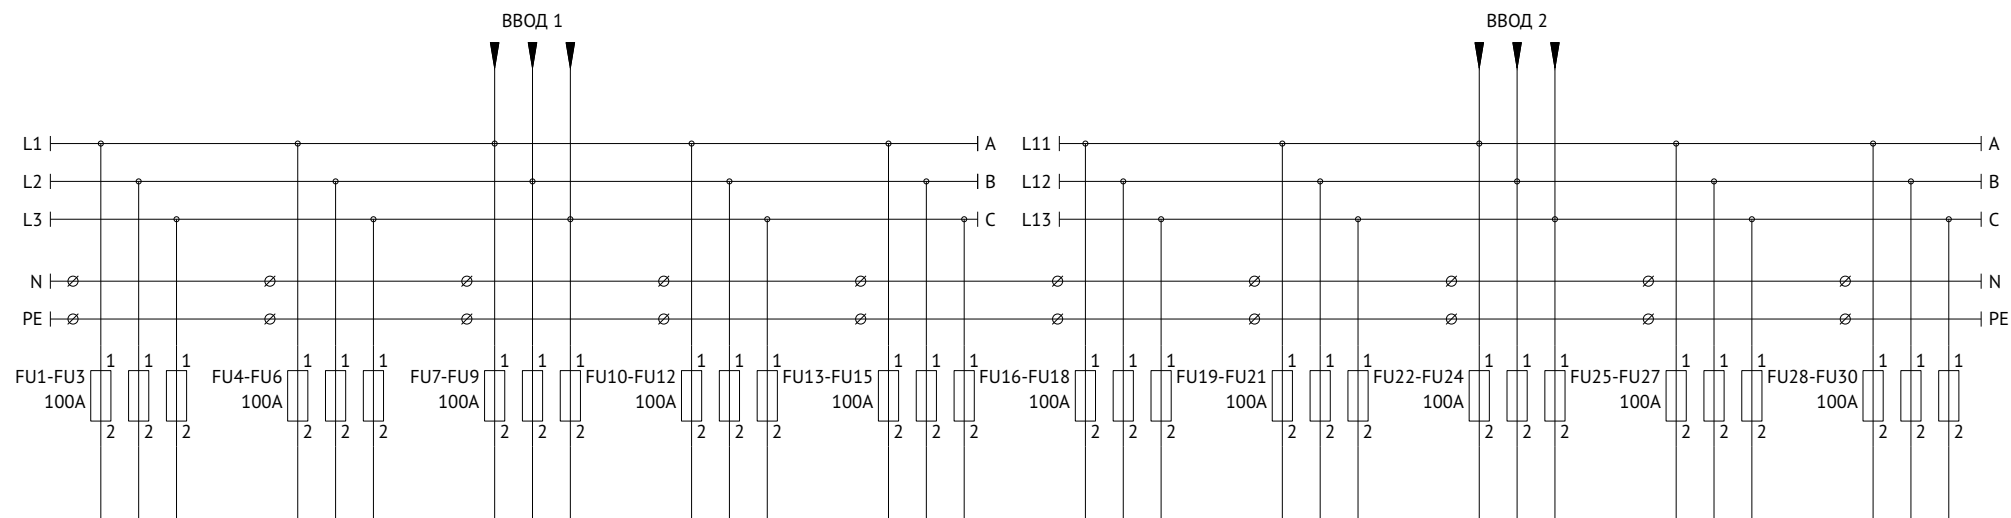 ВВОД 1 ВВОД 2
L1 A L11 A
L2 B L12 B
L3 C L13 C
N N
PE PE
1 1 1 1 1 1 1 1 1 1 1 1 1 1 1 1 1 1 1 1 1 1 1 1 1 1 1 1 1 1
FU1-FU3 FU4-FU6 FU7-FU9 FU10-FU12 FU13-FU15 FU16-FU18 FU19-FU21 FU22-FU24 FU25-FU27 FU28-FU30
100A 100A 100A 100A 100A 100A 100A 100A 100A 100A
2 2 2 2 2 2 2 2 2 2 2 2 2 2 2 2 2 2 2 2 2 2 2 2 2 2 2 2 2 2